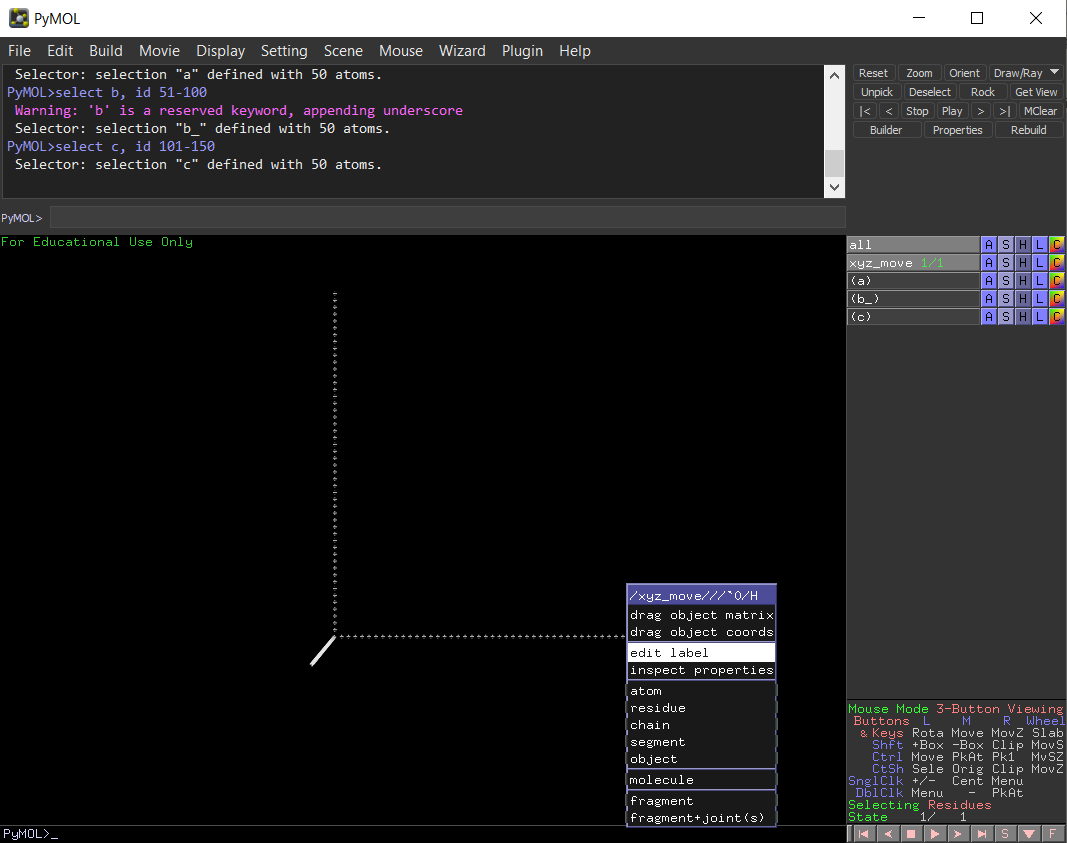 PyMOL
File Edit Build Movie Display Setting Scene Mouse Wizard Plugin Help
Selector: selection "a" defined with 50 atoms.
PyMOL>select b, id 51-100
Warning: 'b' is a reserved keyword, appending underscore
Selector: selection "b_" defined with 50 atoms.
PyMOL>select c, id 101-150
Selector: selection "c" defined with 50 atoms.
PyMOL>
Reset Zoom Orient Draw/Ray
Unpick Deselect Rock Get View
|< < Stop Play > >| MClear
Builder Properties Rebuild
For Educational Use Only
all A S H L C
xyz_move 1/1 A S H L C
(a) A S H L C
(b_) A S H L C
(c) A S H L C
/xyz_move///`0/H
drag object matrix
drag object coords
edit label
inspect properties
atom
residue
chain
segment
object
molecule
fragment
fragment+joint(s)
Mouse Mode 3-Button Viewing
Buttons L M R Wheel
& Keys Rota Move MovZ Slab
Shft +Box -Box Clip MovS
Ctrl Move PkAt Pk1 MvSZ
CtSh Sele Orig Clip MovZ
SnglClk +/- Cent Menu
DblClk Menu - PkAt
Selecting Residues
State 1/ 1
PyMOL>_
S F